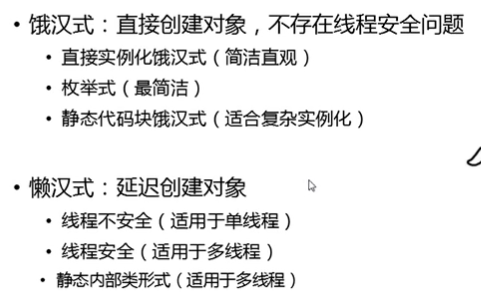 • 饿汉式：直接创建对象，不存在线程安全问题
• 直接实例化饿汉式（简洁直观）
• 枚举式（最简洁）
• 静态代码块饿汉式（适合复杂实例化）
• 懒汉式：延迟创建对象
• 线程不安全（适用于单线程）
• 线程安全（适用于多线程）
• 静态内部类形式（适用于多线程）